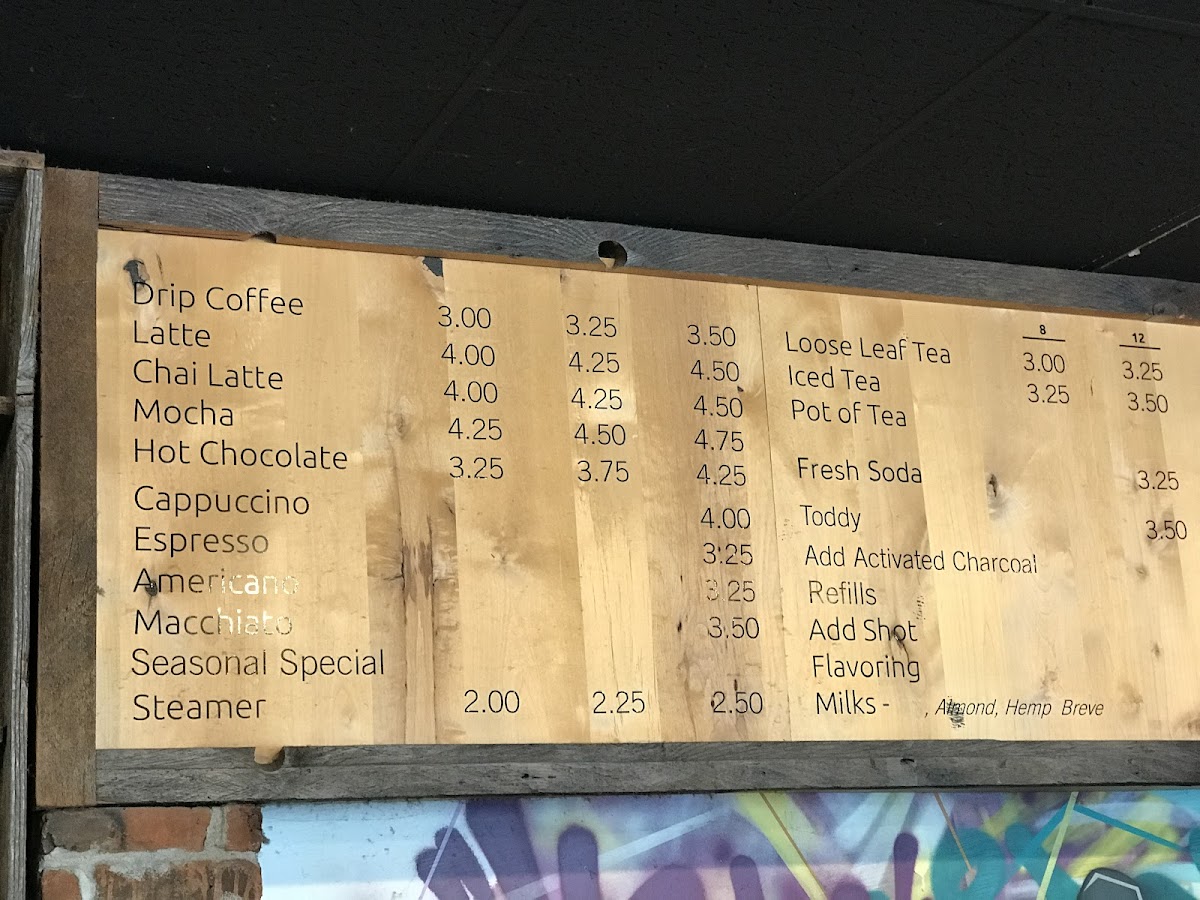 Drip Coffee 3.00 3.25 3.50
Latte 4.00 4.25 4.50
Chai Latte 4.00 4.25 4.50
Mocha 4.25 4.50 4.75
Hot Chocolate 3.25 3.75 4.25
Cappuccino 4.00
Espresso 3.25
Americano 3.25
Macchiato 3.50
Seasonal Special
Steamer 2.00 2.25 2.50
8 12
Loose Leaf Tea 3.00 3.25
Iced Tea 3.25 3.50
Pot of Tea
Fresh Soda 3.25
Toddy 3.50
Add Activated Charcoal
Refills
Add Shot
Flavoring
Milks - , Almond, Hemp Breve